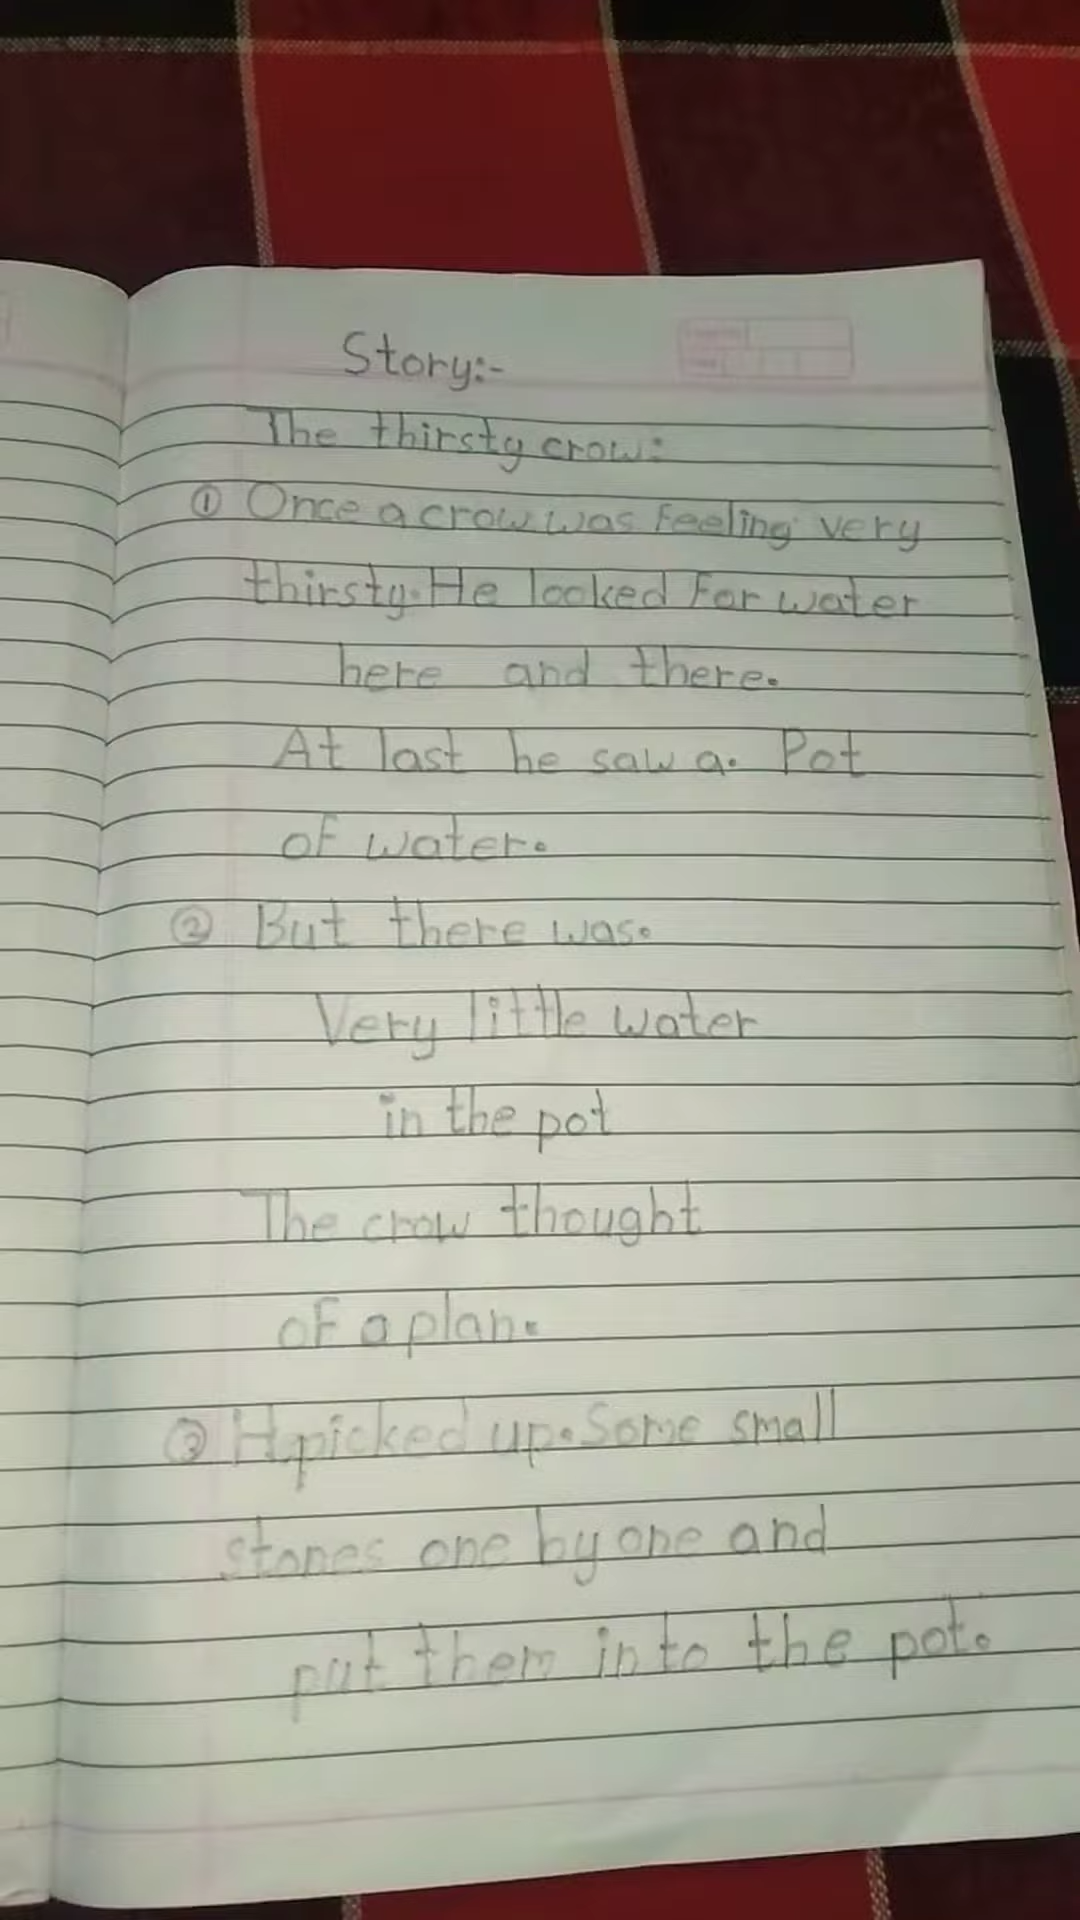 Story:-
The thirsty crow:
① Once a crow was feeling very
thirsty. He looked for water
here and there.
At last he saw a. Pot
of water.
② But there was.
Very little water
in the pot
The crow thought
of a plan.
③ H picked up. Some small
stones one by one and
put them into the pot.